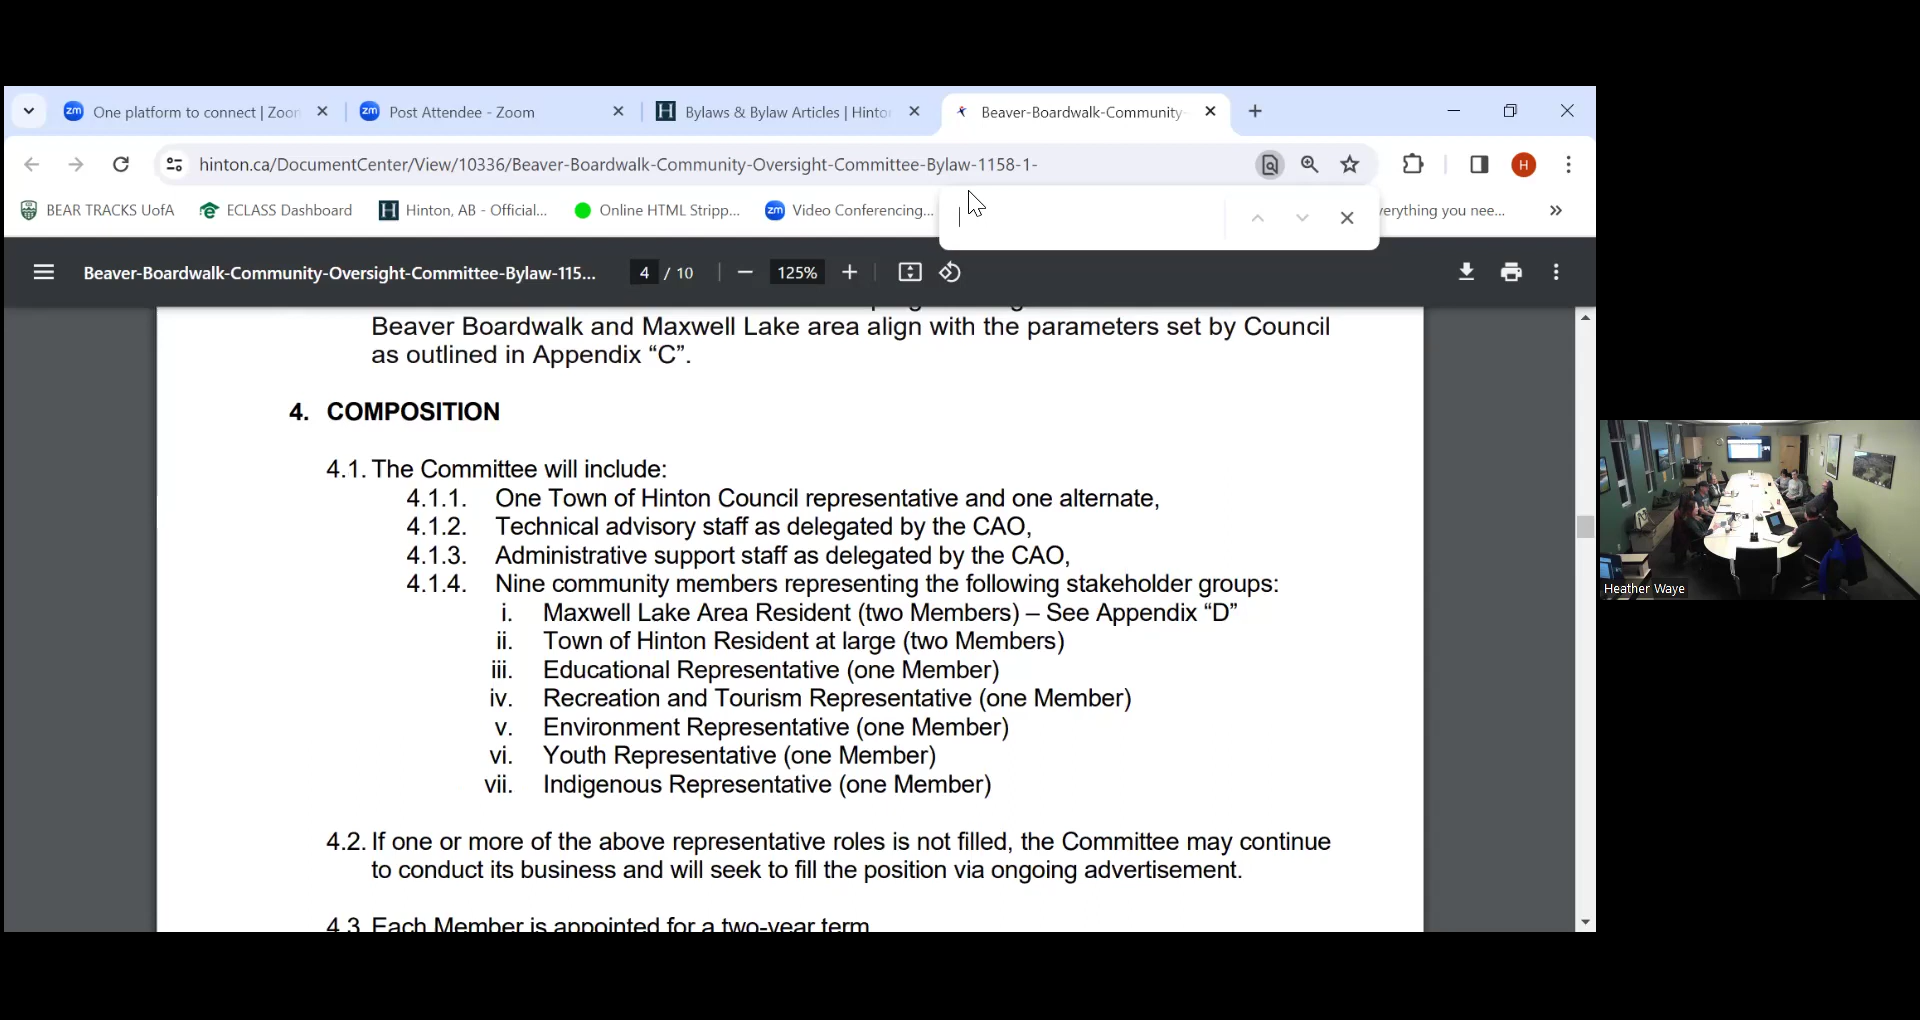 One platform to connect | Zoom
Post Attendee - Zoom
Bylaws & Bylaw Articles | Hinto
Beaver-Boardwalk-Community-
hinton.ca/DocumentCenter/View/10336/Beaver-Boardwalk-Community-Oversight-Committee-Bylaw-1158-1-
H
BEAR TRACKS UofA
ECLASS Dashboard
Hinton, AB - Official...
Online HTML Stripp...
Video Conferencing...
you nee...
Beaver-Boardwalk-Community-Oversight-Committee-Bylaw-115...
4 / 10
125%
Beaver Boardwalk and Maxwell Lake area align with the parameters set by Council
as outlined in Appendix “C”.
4. COMPOSITION
4.1. The Committee will include:
4.1.1. One Town of Hinton Council representative and one alternate,
4.1.2. Technical advisory staff as delegated by the CAO,
4.1.3. Administrative support staff as delegated by the CAO,
4.1.4. Nine community members representing the following stakeholder groups:
i. Maxwell Lake Area Resident (two Members) – See Appendix “D”
ii. Town of Hinton Resident at large (two Members)
iii. Educational Representative (one Member)
iv. Recreation and Tourism Representative (one Member)
v. Environment Representative (one Member)
vi. Youth Representative (one Member)
vii. Indigenous Representative (one Member)
4.2. If one or more of the above representative roles is not filled, the Committee may continue
to conduct its business and will seek to fill the position via ongoing advertisement.
4.3 Each Member is appointed for a two-year term
Heather Waye